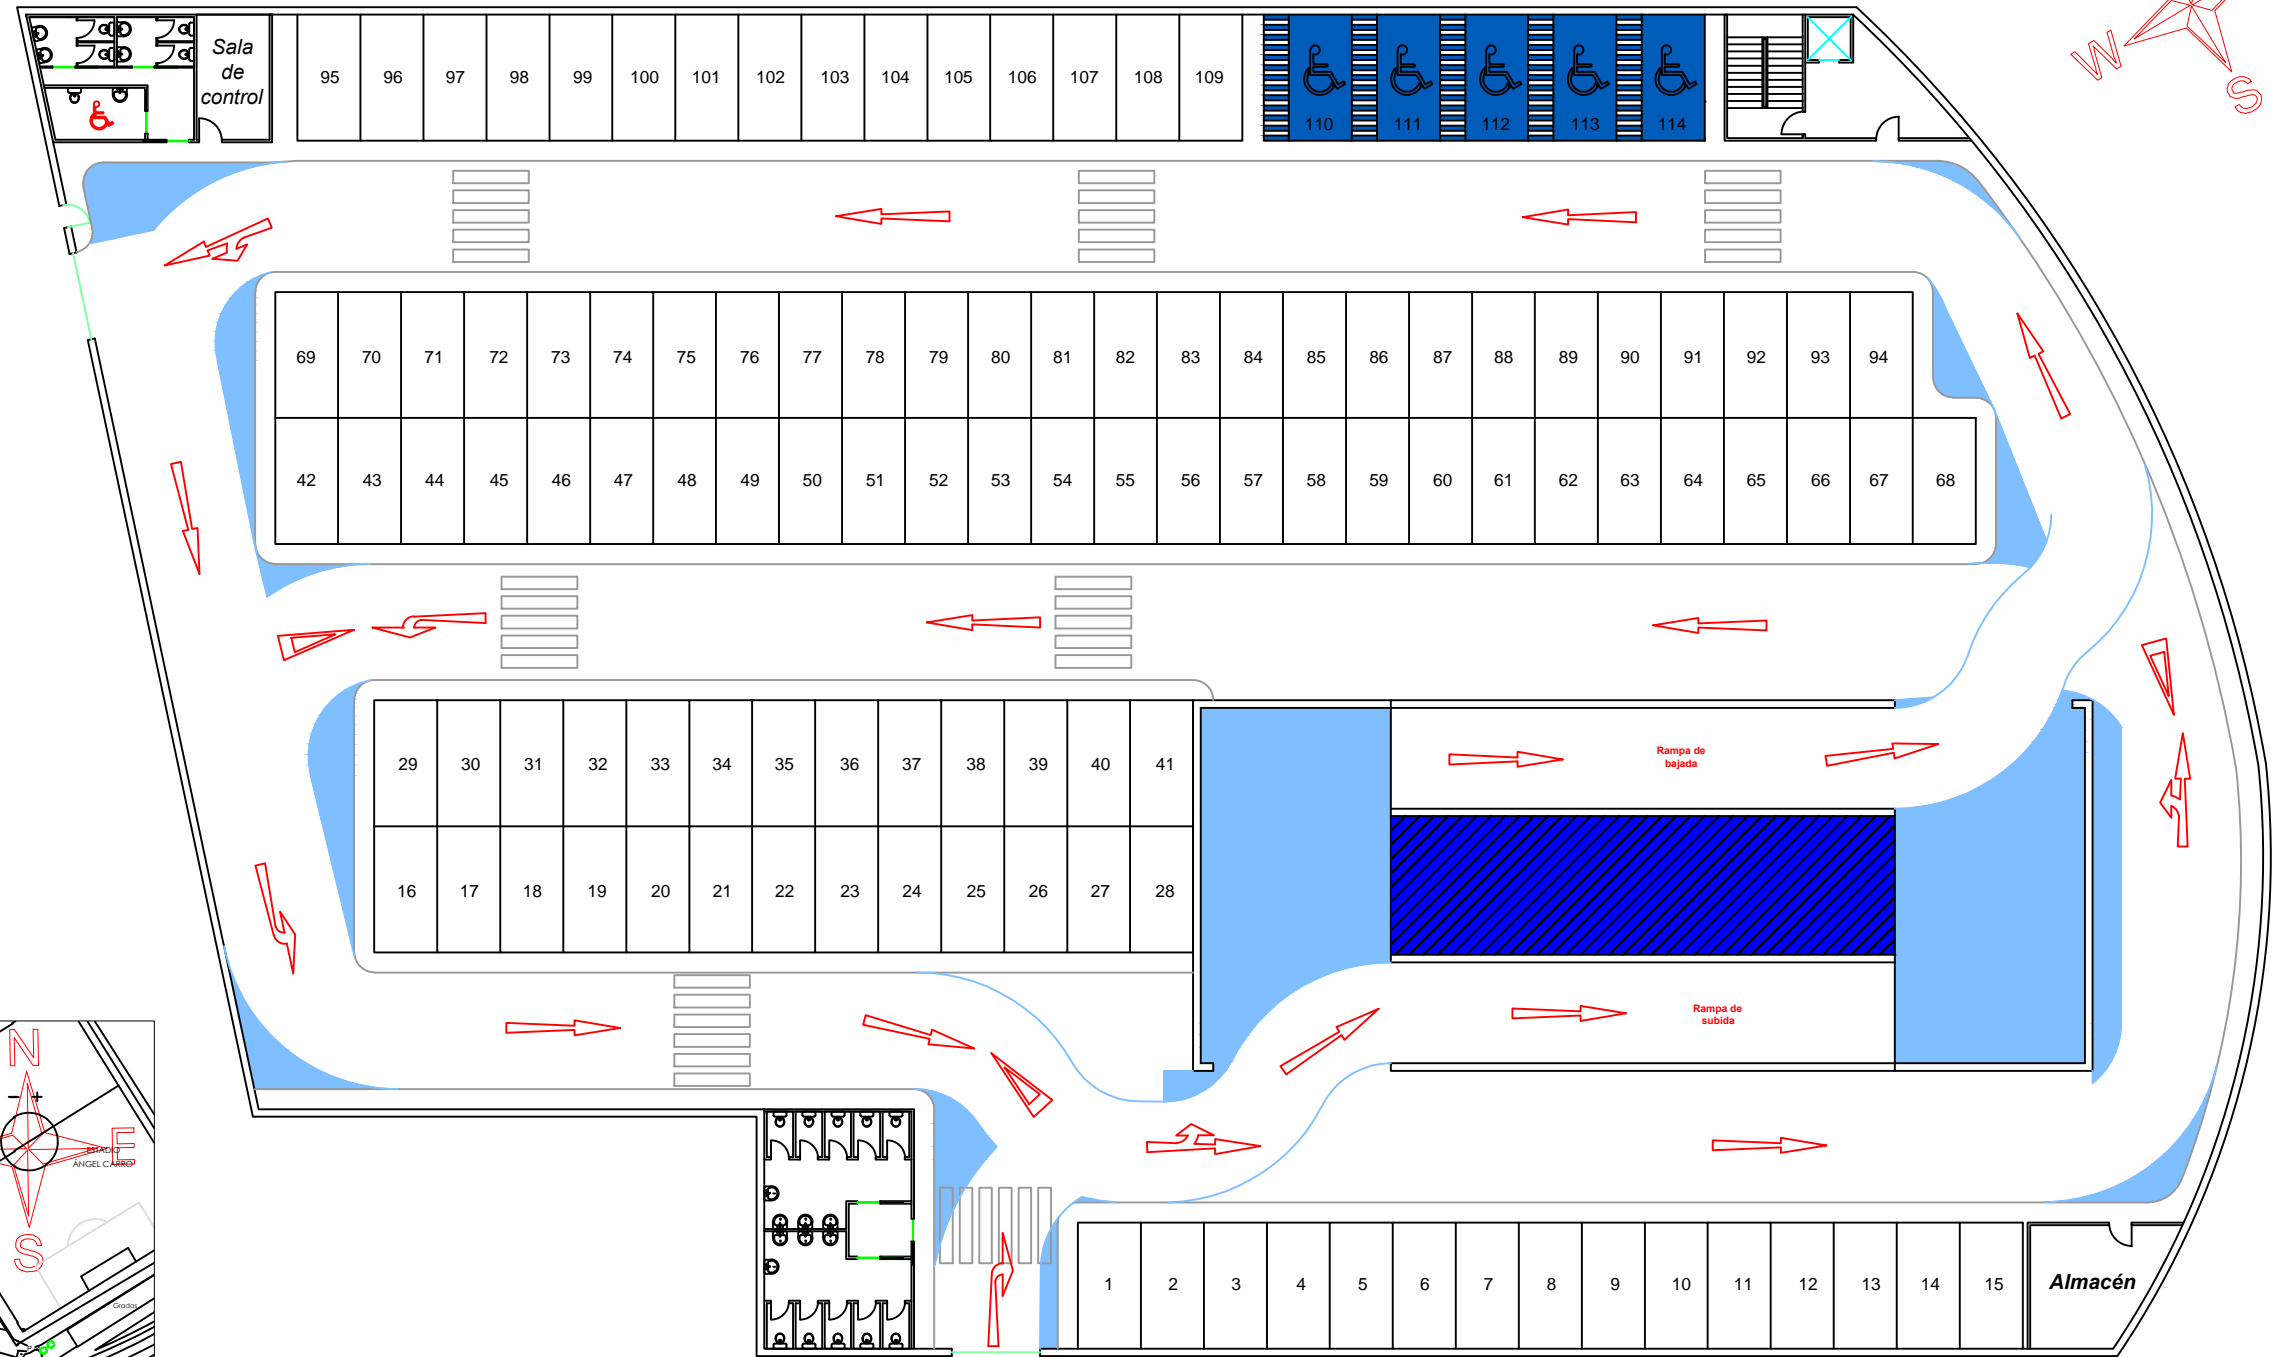 W
S
Sala
de
control
95 96 97 98 99 100 101 102 103 104 105 106 107 108 109
110 111 112 113 114
69 70 71 72 73 74 75 76 77 78 79 80 81 82 83 84 85 86 87 88 89 90 91 92 93 94
42 43 44 45 46 47 48 49 50 51 52 53 54 55 56 57 58 59 60 61 62 63 64 65 66 67 68
29 30 31 32 33 34 35 36 37 38 39 40 41
Rampa de
bajada
16 17 18 19 20 21 22 23 24 25 26 27 28
Rampa de
subida
N
- +
E
ESTADIO
ANGEL CARRO
S
Gradas
1 2 3 4 5 6 7 8 9 10 11 12 13 14 15
Almacén